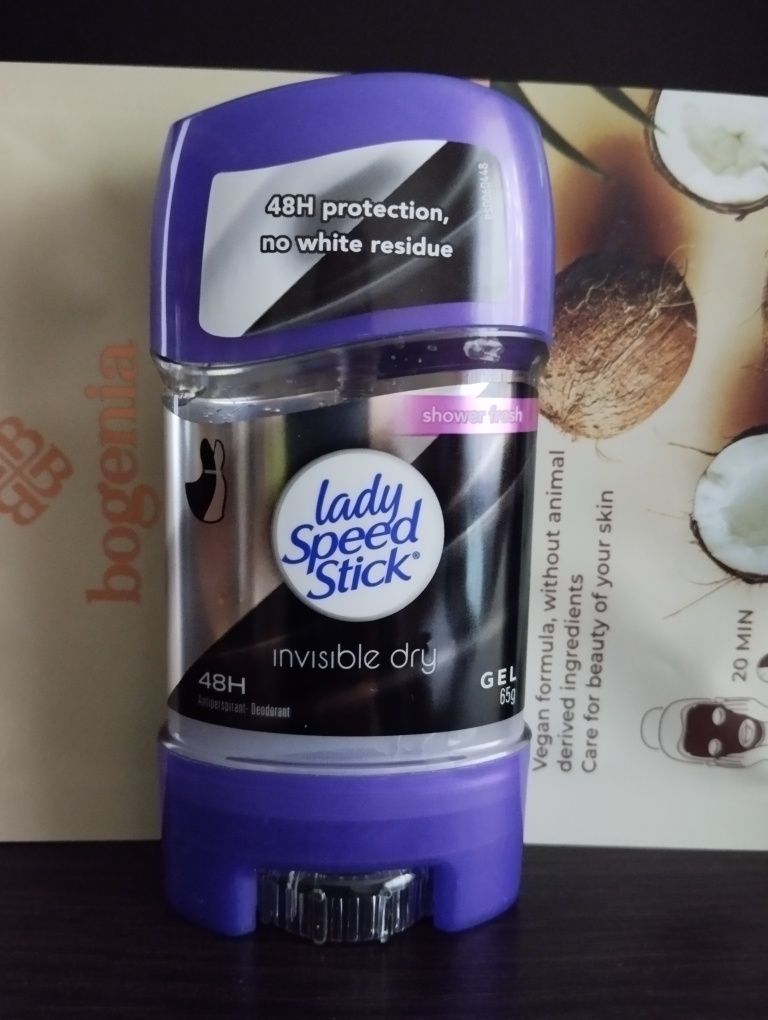 48H protection,
no white residue
P50060448
shower fresh
lady
Speed
Stick®
invisible dry
48H
Antiperspirant- Deodorant
GEL
65g
bogenia
Vegan formula, without animal
derived ingredients
Care for beauty of your skin
20 MIN